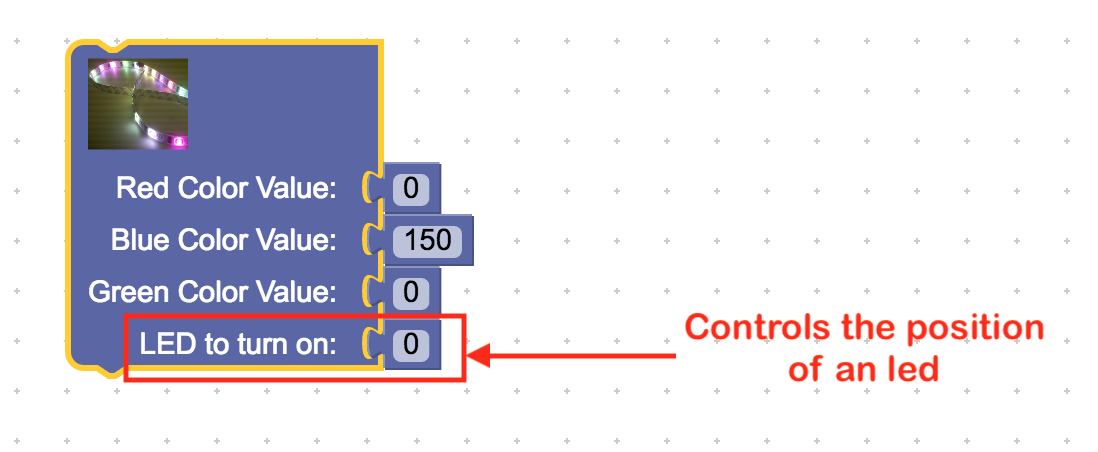 Red Color Value: 0
Blue Color Value: 150
Green Color Value: 0
LED to turn on: 0
Controls the position
of an led